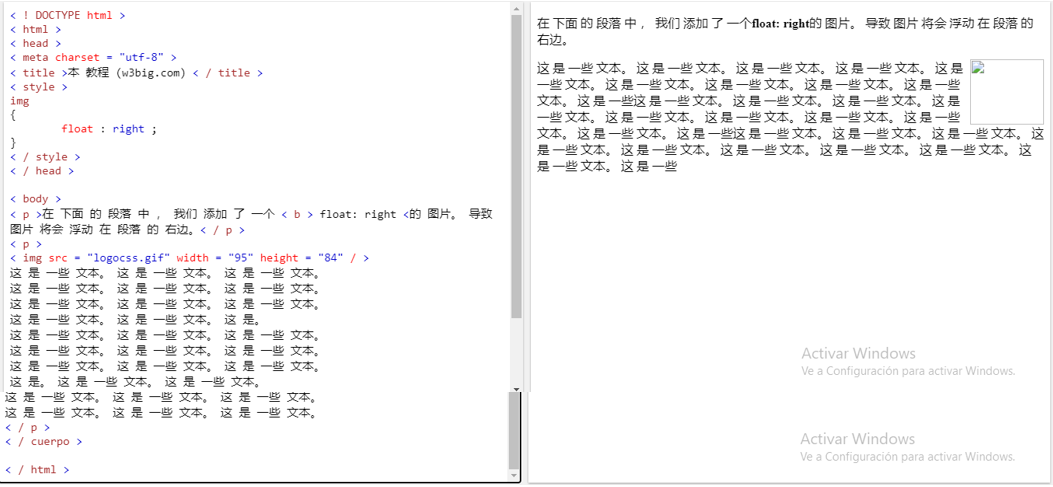 < ! DOCTYPE html >
< html >
< head >
< meta charset = "utf-8" >
< title >本 教程 (w3big.com) < / title >
< style >
img
{
float : right ;
}
< / style >
< / head >
< body >
< p >在 下面 的 段落 中 ， 我们 添加 了 一个 < b > float: right <的 图片。 导致
图片 将会 浮动 在 段落 的 右边。< / p >
< p >
< img src = "logocss.gif" width = "95" height = "84" / >
这 是 一些 文本。 这 是 一些 文本。 这 是 一些 文本。
这 是 一些 文本。 这 是 一些 文本。 这 是 一些 文本。
这 是 一些 文本。 这 是 一些 文本。 这 是 一些 文本。
这 是 一些 文本。 这 是 一些 文本。 这 是。
这 是 一些 文本。 这 是 一些 文本。 这 是 一些 文本。
这 是 一些 文本。 这 是 一些 文本。 这 是 一些 文本。
这 是 一些 文本。 这 是 一些 文本。 这 是 一些 文本。
这 是。 这 是 一些 文本。 这 是 一些 文本。
这 是 一些 文本。 这 是 一些 文本。 这 是 一些 文本。
这 是 一些 文本。 这 是 一些 文本。 这 是 一些 文本。
< / p >
< / cuerpo >
< / html >
在 下面 的 段落 中 ， 我们 添加 了 一个float: right的 图片。 导致 图片 将会 浮动 在 段落 的
右边。
这 是 一些 文本。 这 是 一些 文本。 这 是 一些 文本。 这 是 一些 文本。 这 是
一些 文本。 这 是 一些 文本。 这 是 一些 文本。 这 是 一些 文本。 这 是 一些
文本。 这 是 一些这 是 一些 文本。 这 是 一些 文本。 这 是 一些 文本。 这 是
一些 文本。 这 是 一些 文本。 这 是 一些 文本。 这 是 一些 文本。 这 是 一些
文本。 这 是 一些 文本。 这 是 一些这 是 一些 文本。 这 是 一些 文本。 这 是 一些 文本。 这
是 一些 文本。 这 是 一些 文本。 这 是 一些 文本。 这 是 一些 文本。 这 是 一些 文本。 这
是 一些 文本。 这 是 一些
Activar Windows
Ve a Configuración para activar Windows.
Activar Windows
Ve a Configuración para activar Windows.